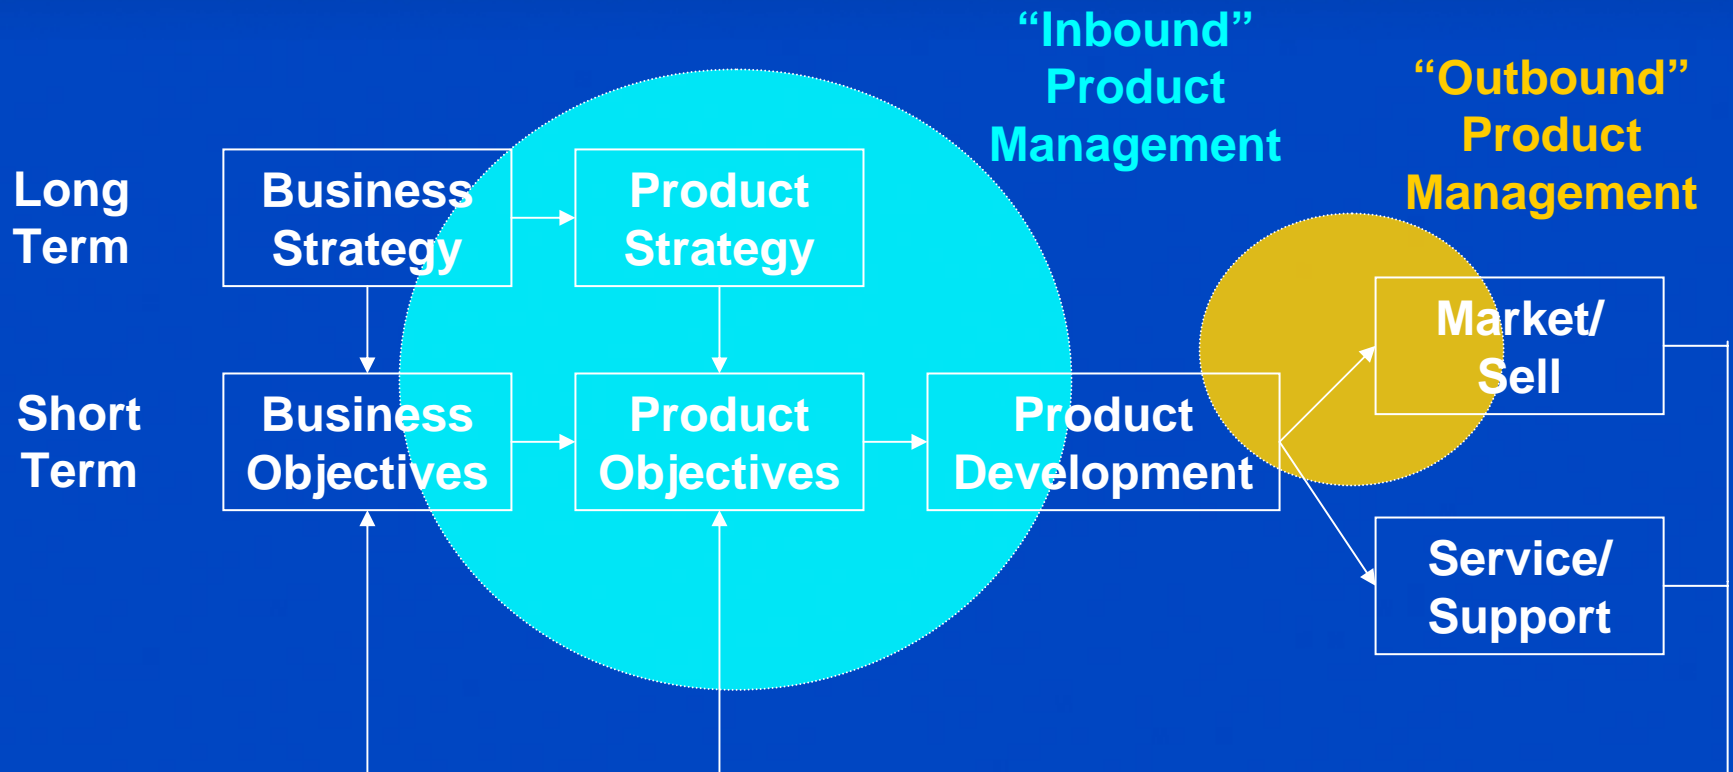 “Inbound”
Product
Management
“Outbound”
Product
Management
Long
Term
Business
Strategy
Product
Strategy
Market/
Sell
Short
Term
Business
Objectives
Product
Objectives
Product
Development
Service/
Support